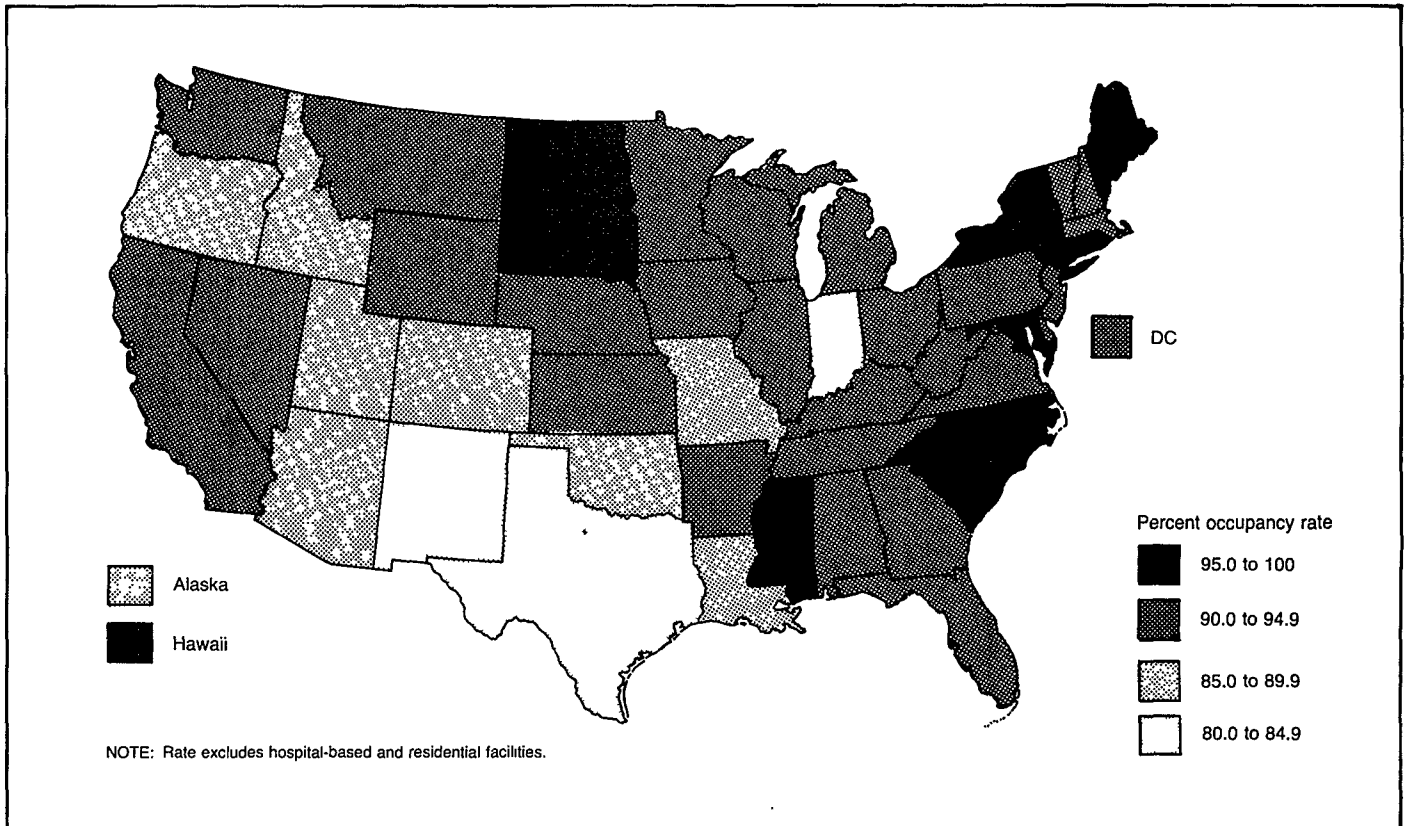 DC
Percent occupancy rate
95.0 to 100
90.0 to 94.9
85.0 to 89.9
80.0 to 84.9
Alaska
Hawaii
NOTE: Rate excludes hospital-based and residential facilities.